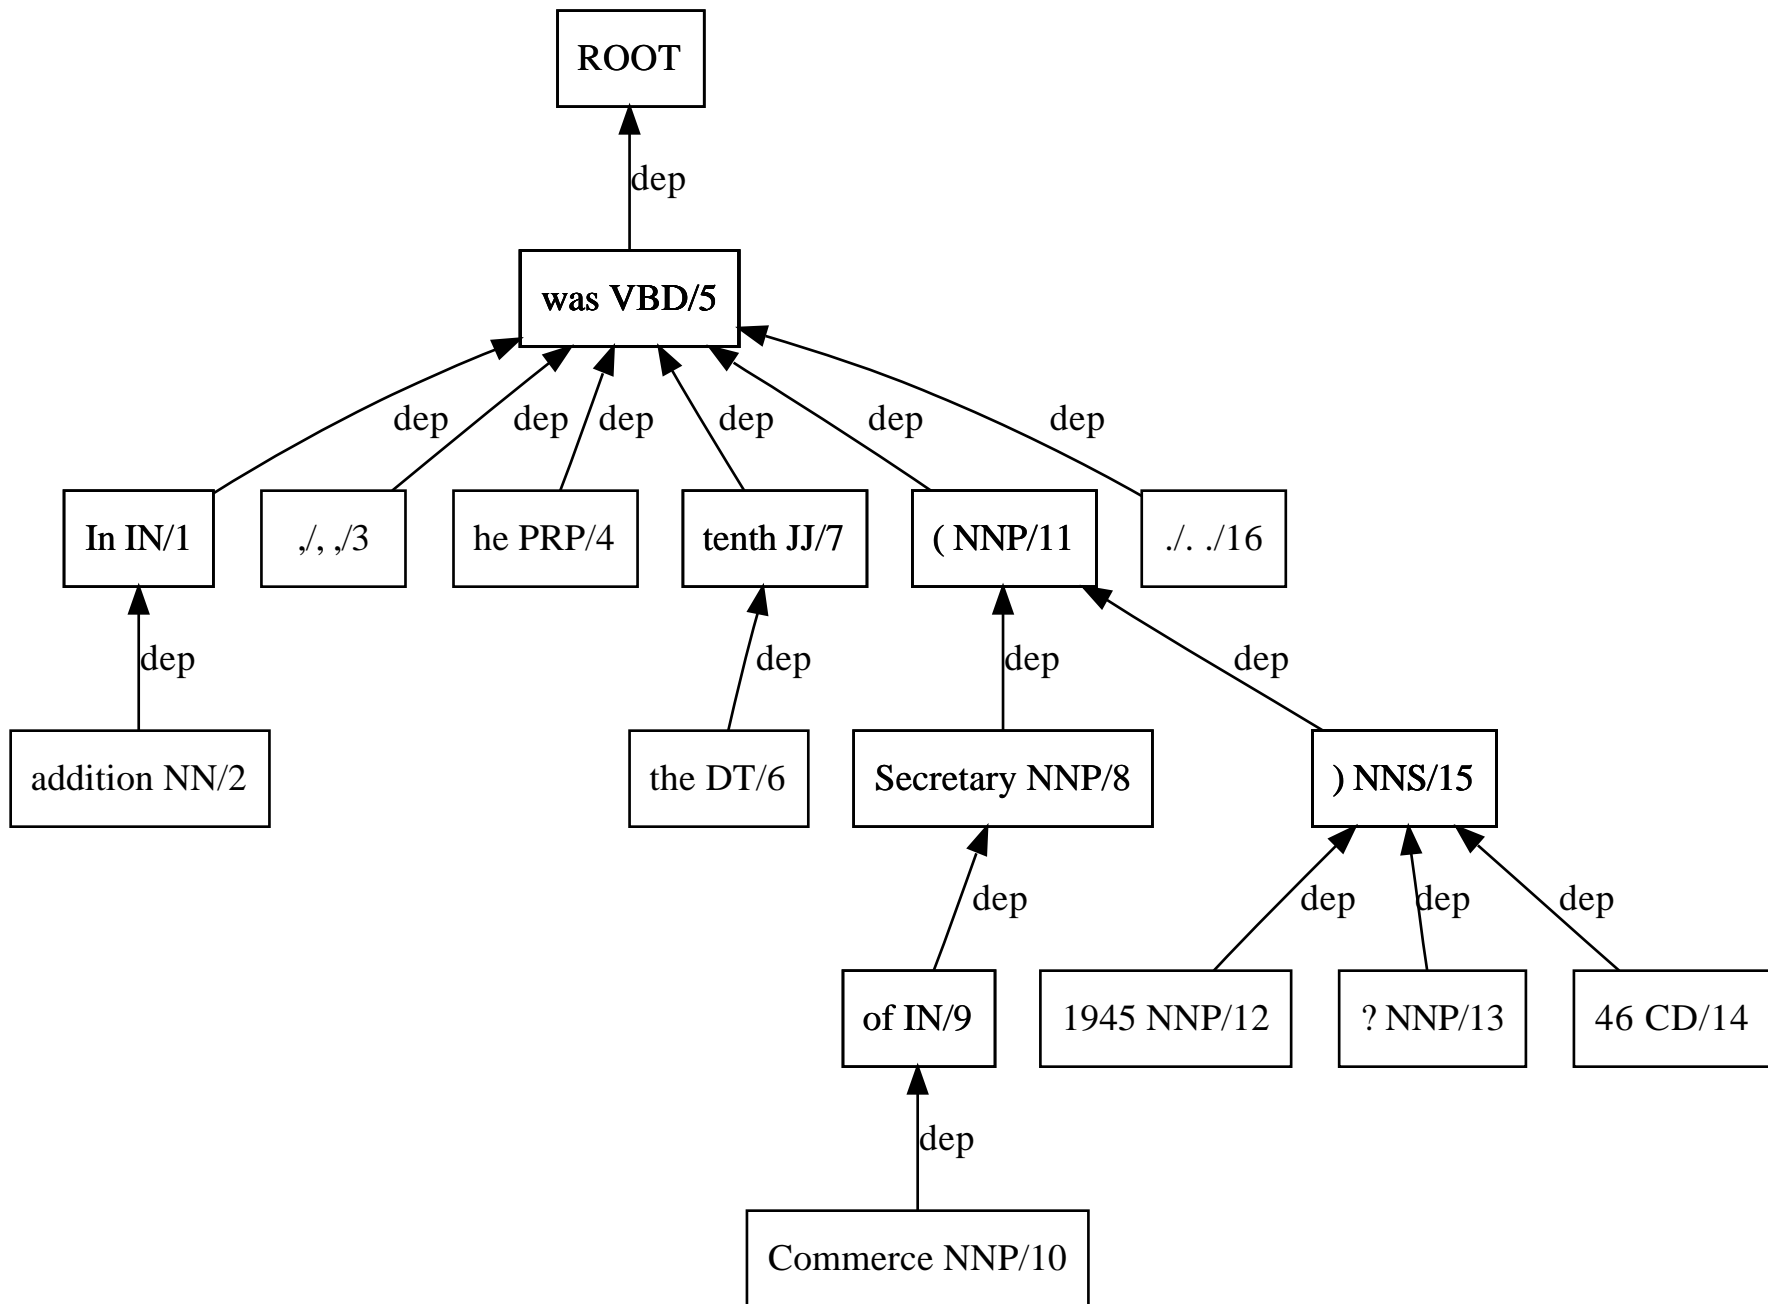 ROOT
dep
was VBD/5
dep dep dep dep dep dep
In IN/1 ,/, ,/3 he PRP/4 tenth JJ/7 ( NNP/11 ./. ./16
dep dep dep dep
addition NN/2 the DT/6 Secretary NNP/8 ) NNS/15
dep dep dep dep
of IN/9 1945 NNP/12 ? NNP/13 46 CD/14
dep
Commerce NNP/10